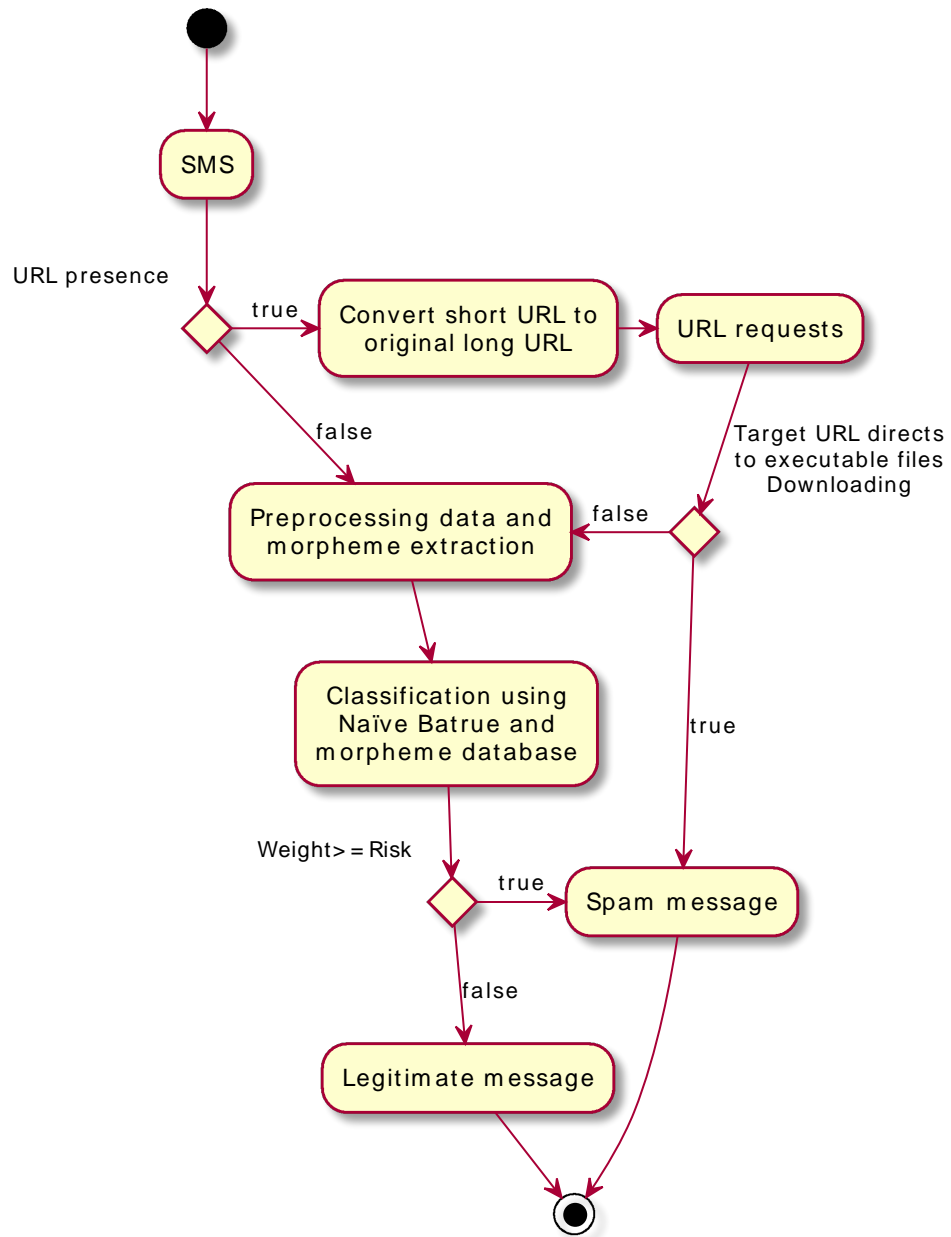 SMS
URL presence
true
Convert short URL to
original long URL
URL requests
false
Target URL directs
to executable files
Downloading
Preprocessing data and
morpheme extraction
false
Classification using
Naïve Batrue and
morpheme database
true
Weight>=Risk
true
Spam message
false
Legitimate message